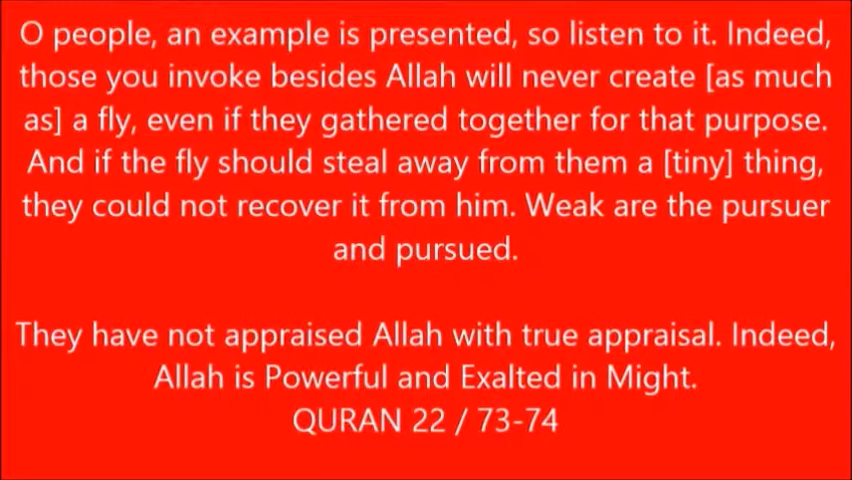 O people, an example is presented, so listen to it. Indeed,
those you invoke besides Allah will never create [as much
as] a fly, even if they gathered together for that purpose.
And if the fly should steal away from them a [tiny] thing,
they could not recover it from him. Weak are the pursuer
and pursued.
They have not appraised Allah with true appraisal. Indeed,
Allah is Powerful and Exalted in Might.
QURAN 22 / 73-74